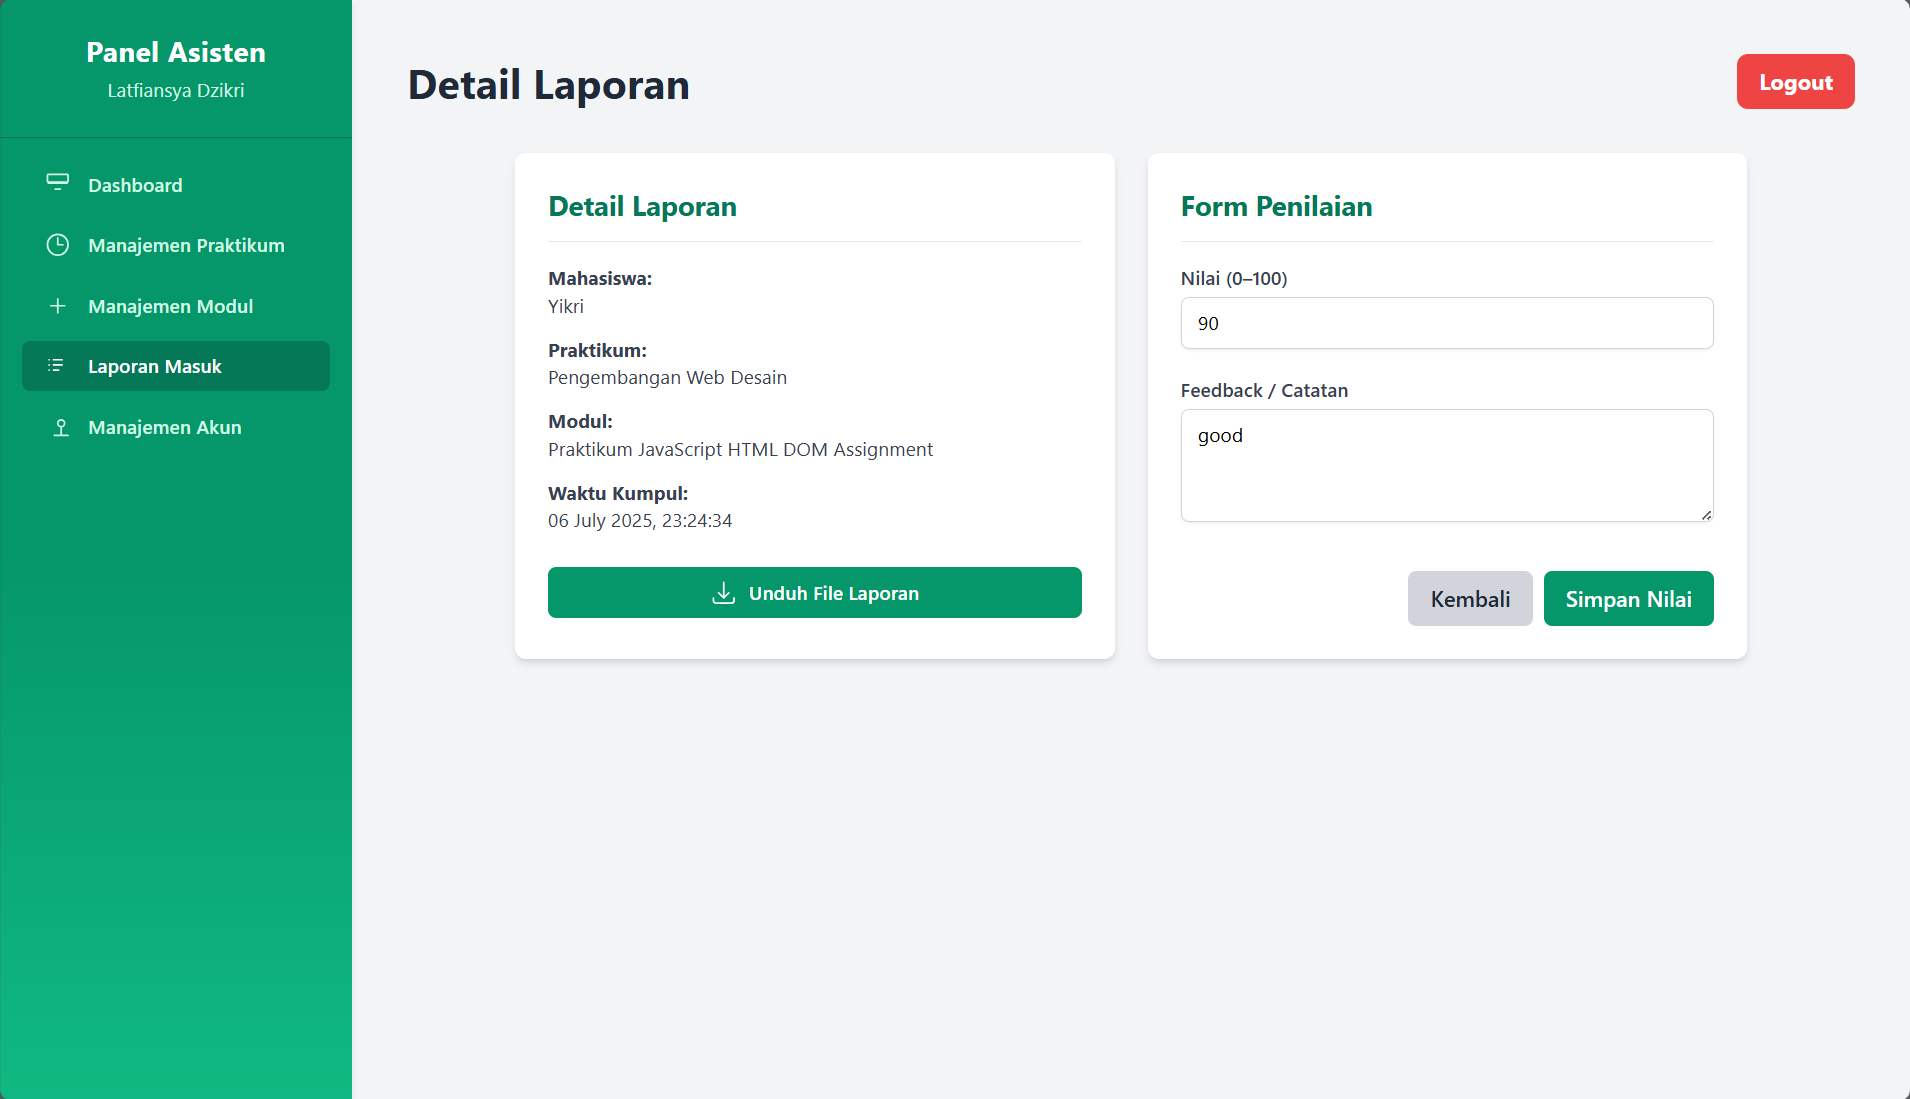 Panel Asisten
Latfiansya Dzikri
Dashboard
Manajemen Praktikum
Manajemen Modul
Laporan Masuk
Manajemen Akun
Detail Laporan
Logout
Detail Laporan
Mahasiswa:
Yikri
Praktikum:
Pengembangan Web Desain
Modul:
Praktikum JavaScript HTML DOM Assignment
Waktu Kumpul:
06 July 2025, 23:24:34
Unduh File Laporan
Form Penilaian
Nilai (0–100)
90
Feedback / Catatan
good
Kembali
Simpan Nilai